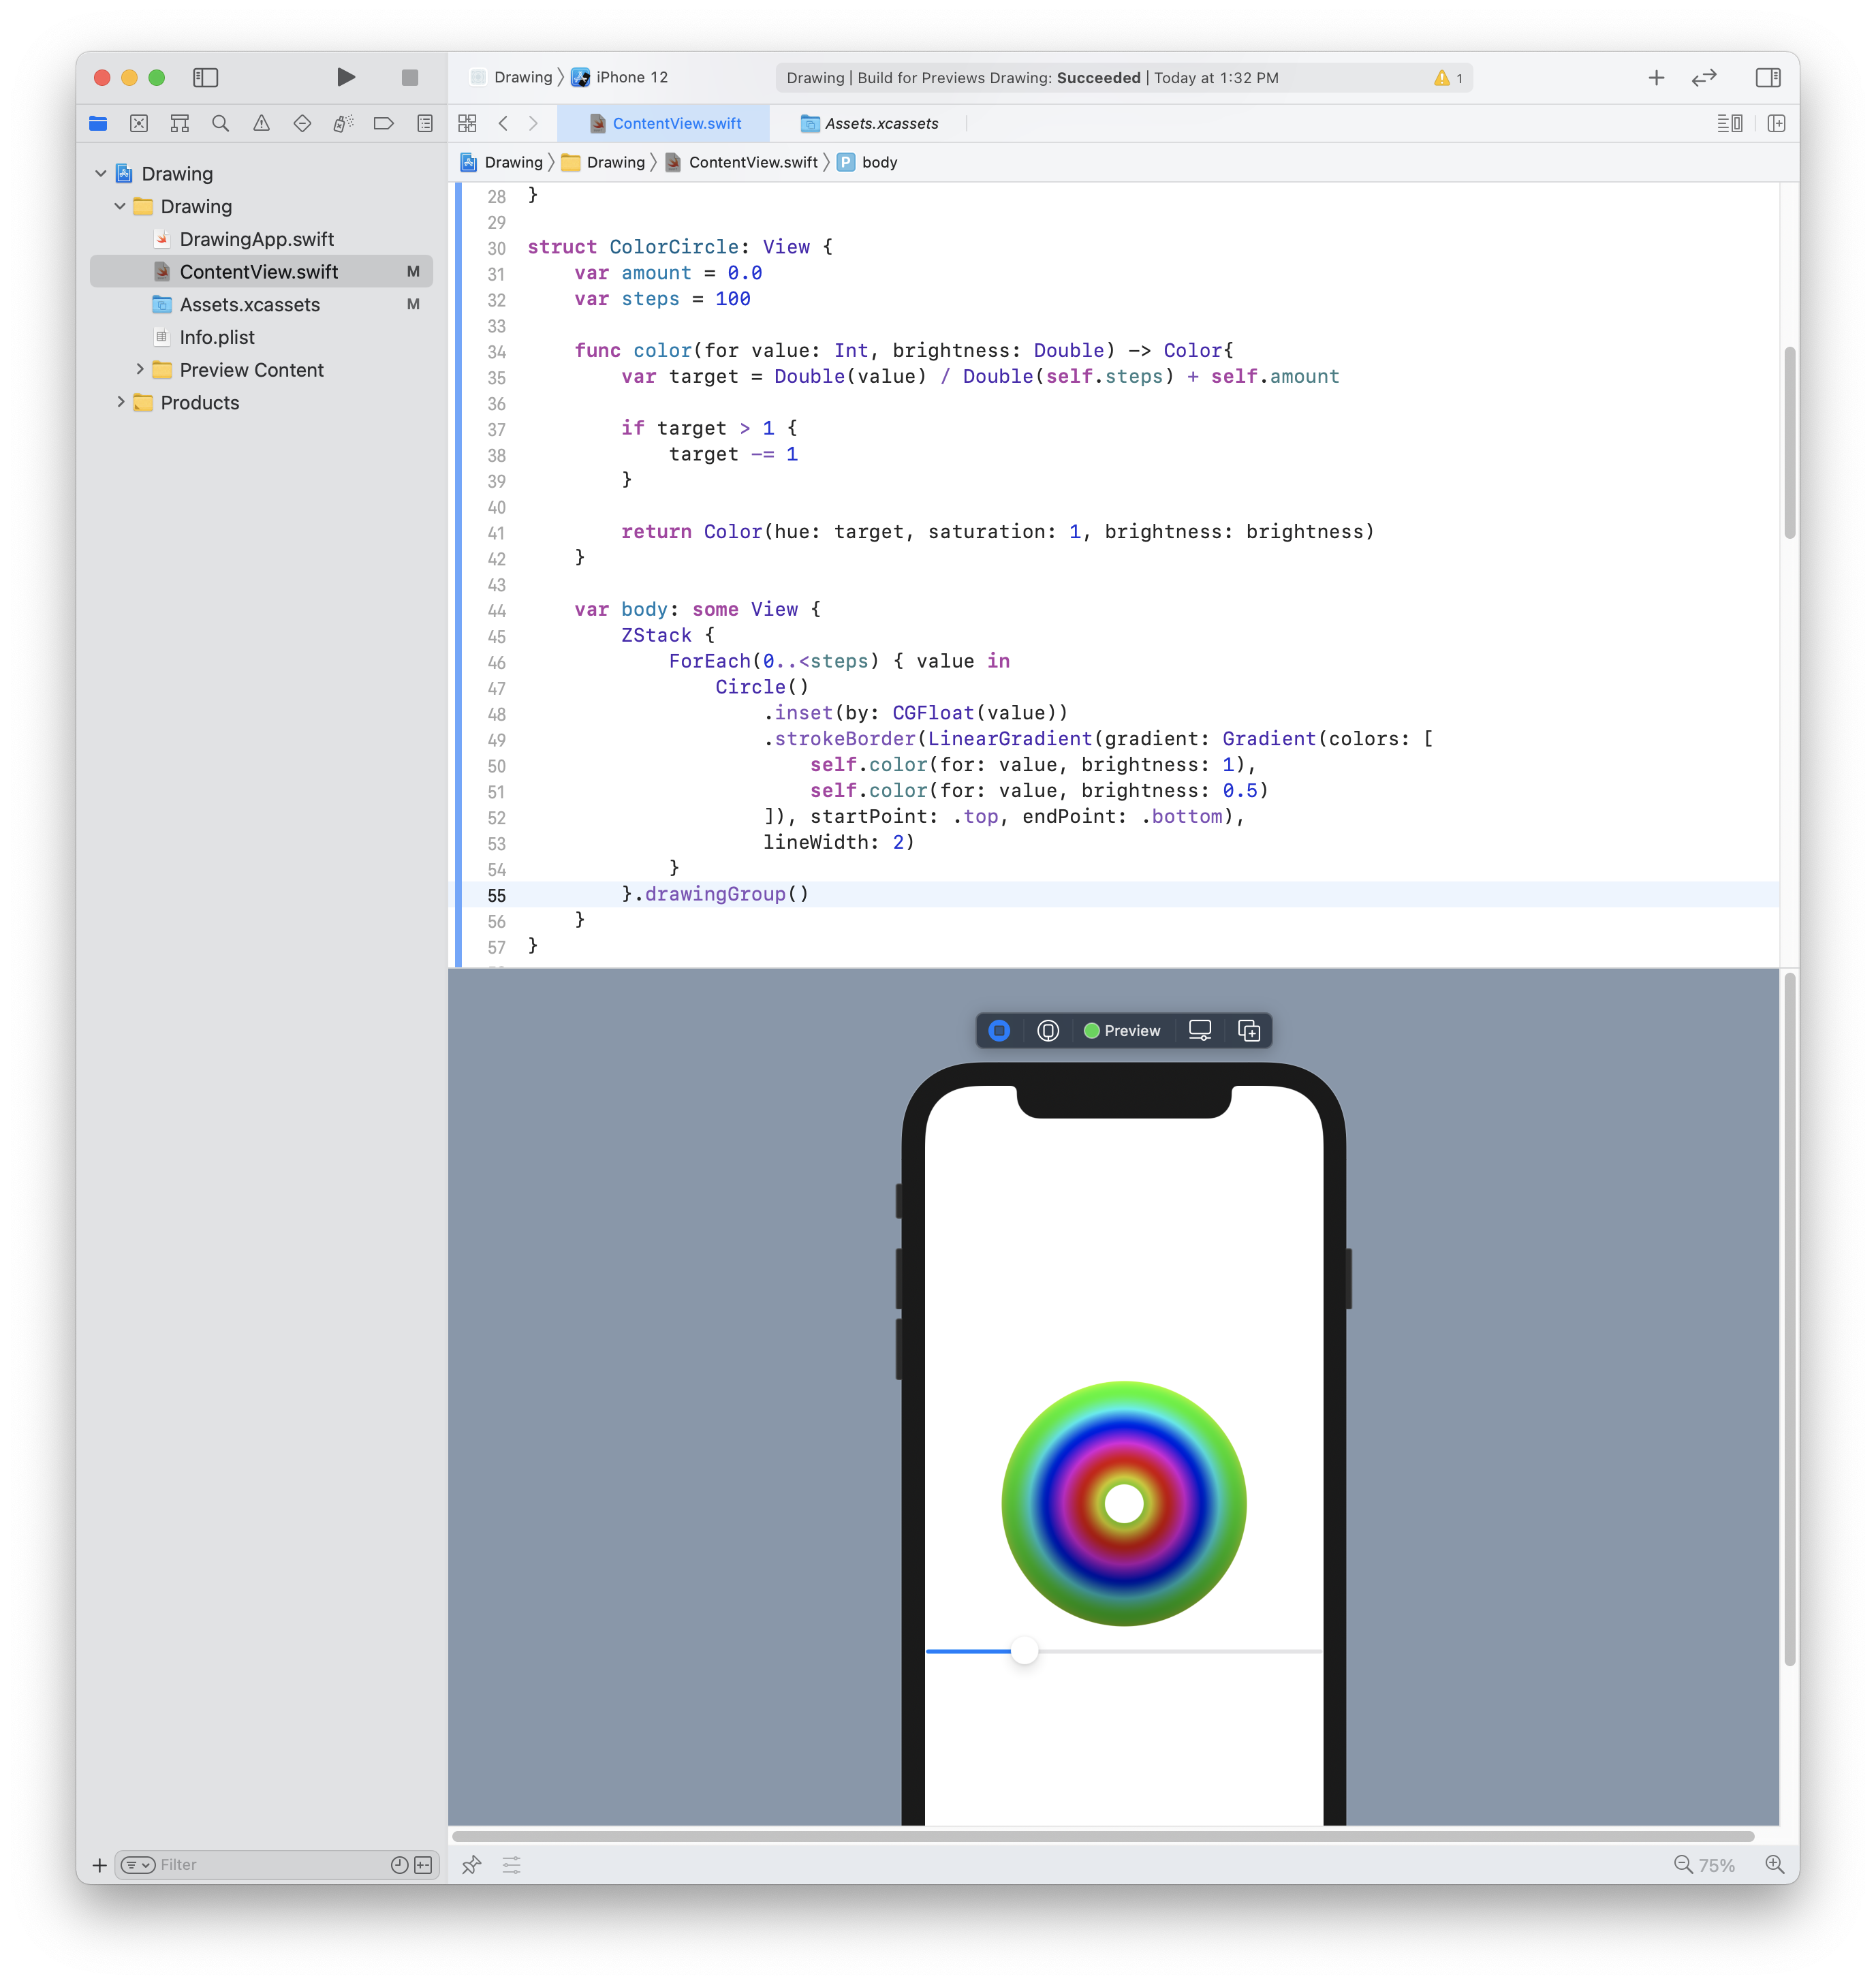 Drawing iPhone 12
Drawing | Build for Previews Drawing: Succeeded | Today at 1:32 PM 1
ContentView.swift Assets.xcassets
Drawing Drawing ContentView.swift P body
Drawing
Drawing
DrawingApp.swift
ContentView.swift M
Assets.xcassets M
Info.plist
Preview Content
Products
28 }
29
30 struct ColorCircle: View {
31     var amount = 0.0
32     var steps = 100
33
34     func color(for value: Int, brightness: Double) -> Color{
35         var target = Double(value) / Double(self.steps) + self.amount
36
37         if target > 1 {
38             target -= 1
39         }
40
41         return Color(hue: target, saturation: 1, brightness: brightness)
42     }
43
44     var body: some View {
45         ZStack {
46             ForEach(0..<steps) { value in
47                 Circle()
48                     .inset(by: CGFloat(value))
49                     .strokeBorder(LinearGradient(gradient: Gradient(colors: [
50                         self.color(for: value, brightness: 1),
51                         self.color(for: value, brightness: 0.5)
52                     ]), startPoint: .top, endPoint: .bottom),
53                     lineWidth: 2)
54             }
55         }.drawingGroup()
56     }
57 }
Preview
Filter
75%